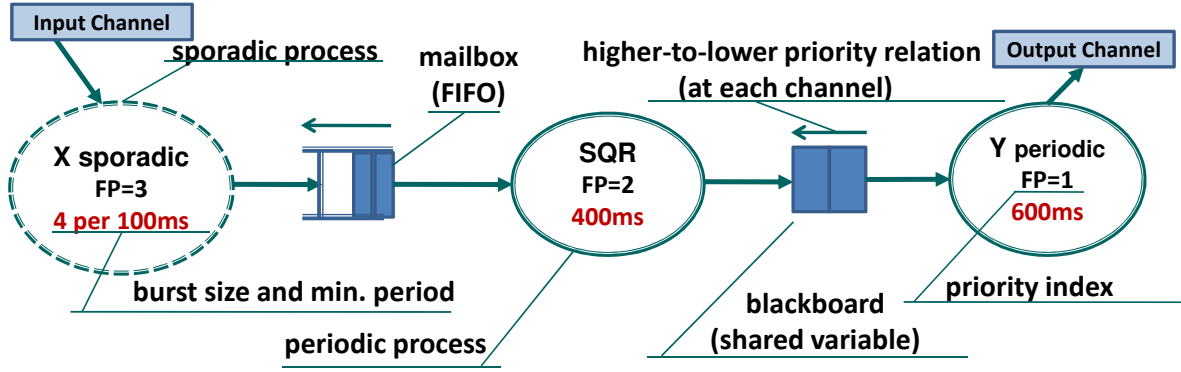 Input Channel
sporadic process
mailbox
(FIFO)
higher-to-lower priority relation
(at each channel)
Output Channel
X sporadic
FP=3
4 per 100ms
SQR
FP=2
400ms
Y periodic
FP=1
600ms
burst size and min. period
periodic process
blackboard
(shared variable)
priority index